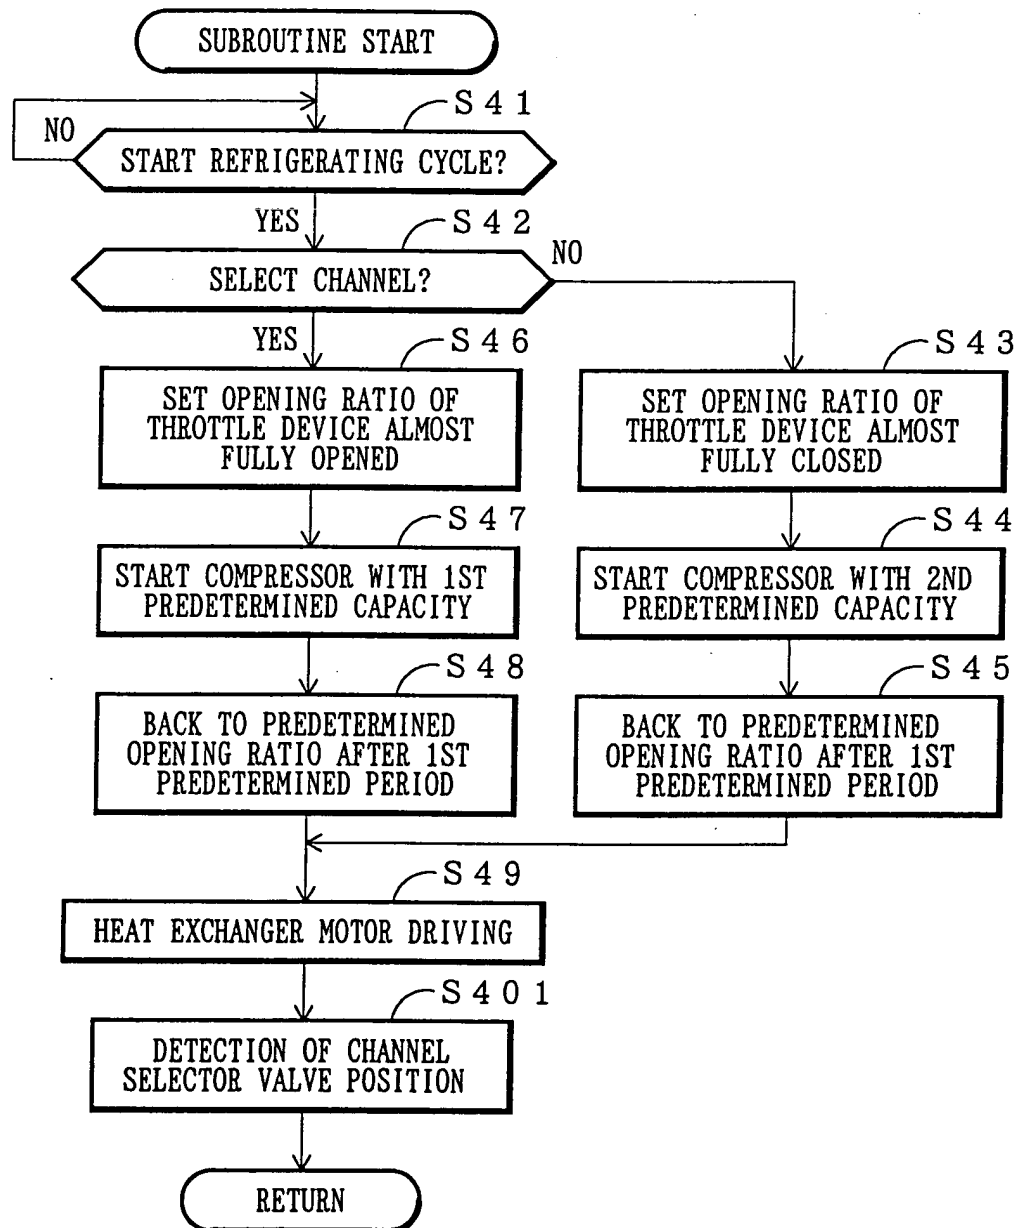 SUBROUTINE START
S41
NO
START REFRIGERATING CYCLE?
YES
S42
NO
SELECT CHANNEL?
YES
S46
SET OPENING RATIO OF
THROTTLE DEVICE ALMOST
FULLY OPENED
S43
SET OPENING RATIO OF
THROTTLE DEVICE ALMOST
FULLY CLOSED
S47
START COMPRESSOR WITH 1ST
PREDETERMINED CAPACITY
S44
START COMPRESSOR WITH 2ND
PREDETERMINED CAPACITY
S48
BACK TO PREDETERMINED
OPENING RATIO AFTER 1ST
PREDETERMINED PERIOD
S45
BACK TO PREDETERMINED
OPENING RATIO AFTER 1ST
PREDETERMINED PERIOD
S49
HEAT EXCHANGER MOTOR DRIVING
S401
DETECTION OF CHANNEL
SELECTOR VALVE POSITION
RETURN